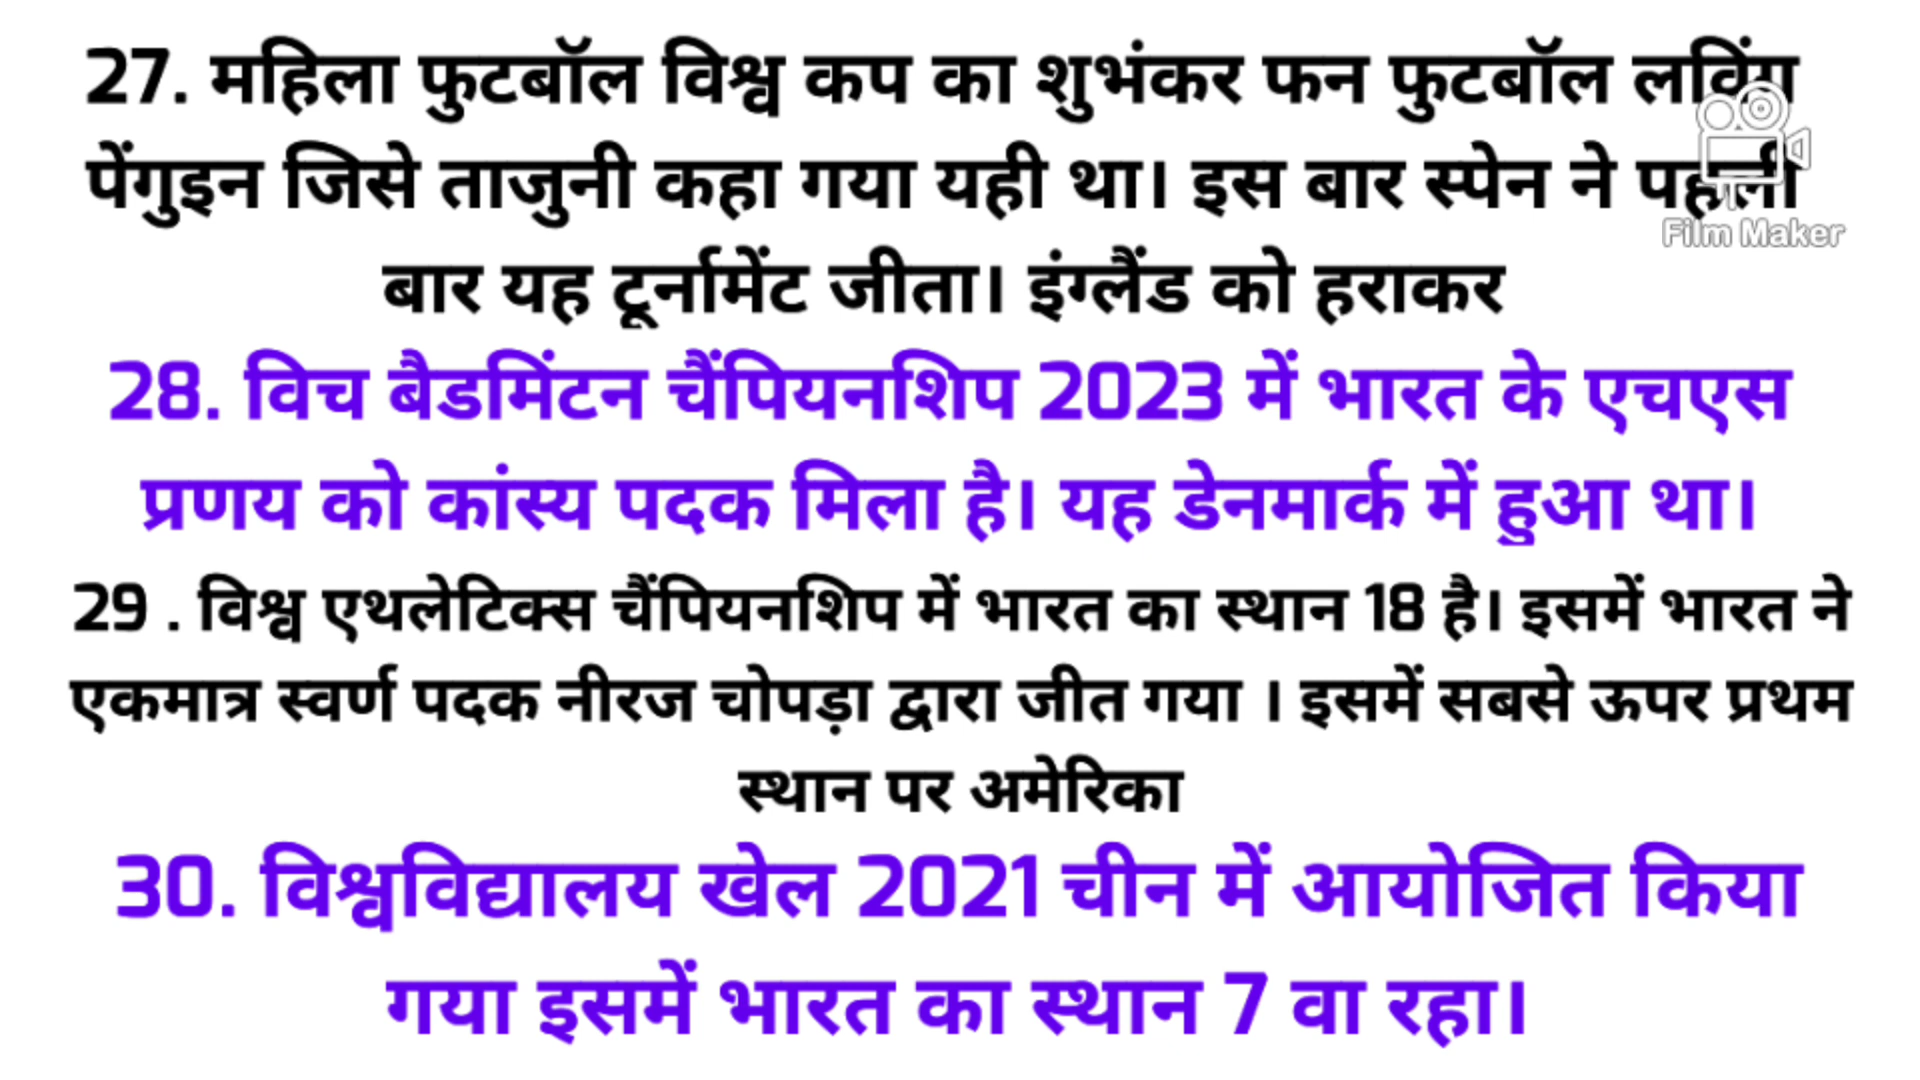 27. महिला फुटबॉल विश्व कप का शुभंकर फन फुटबॉल लविंग
पेंगुइन जिसे ताजुनी कहा गया यही था। इस बार स्पेन ने पहली
Film Maker
बार यह टूर्नामेंट जीता। इंग्लैंड को हराकर
28. विच बैडमिंटन चैंपियनशिप 2023 में भारत के एचएस
प्रणय को कांस्य पदक मिला है। यह डेनमार्क में हुआ था।
29 . विश्व एथलेटिक्स चैंपियनशिप में भारत का स्थान 18 है। इसमें भारत ने
एकमात्र स्वर्ण पदक नीरज चोपड़ा द्वारा जीत गया । इसमें सबसे ऊपर प्रथम
स्थान पर अमेरिका
30. विश्वविद्यालय खेल 2021 चीन में आयोजित किया
गया इसमें भारत का स्थान 7 वा रहा।